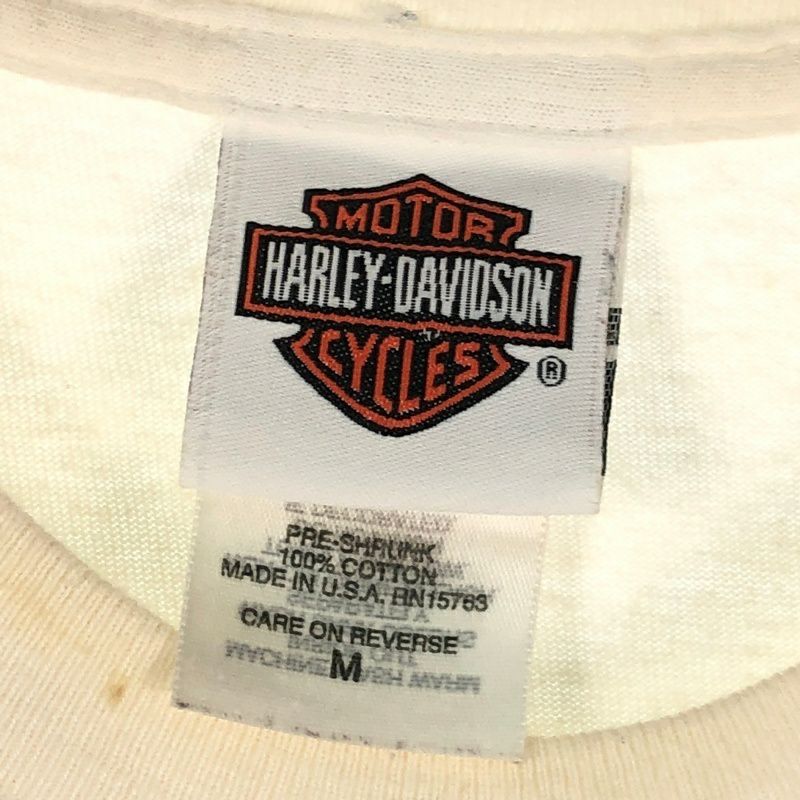 MOTOR
HARLEY-DAVIDSON
CYCLES
®
PRE-SHRUNK
100% COTTON
MADE IN U.S.A. RN15763
CARE ON REVERSE
M